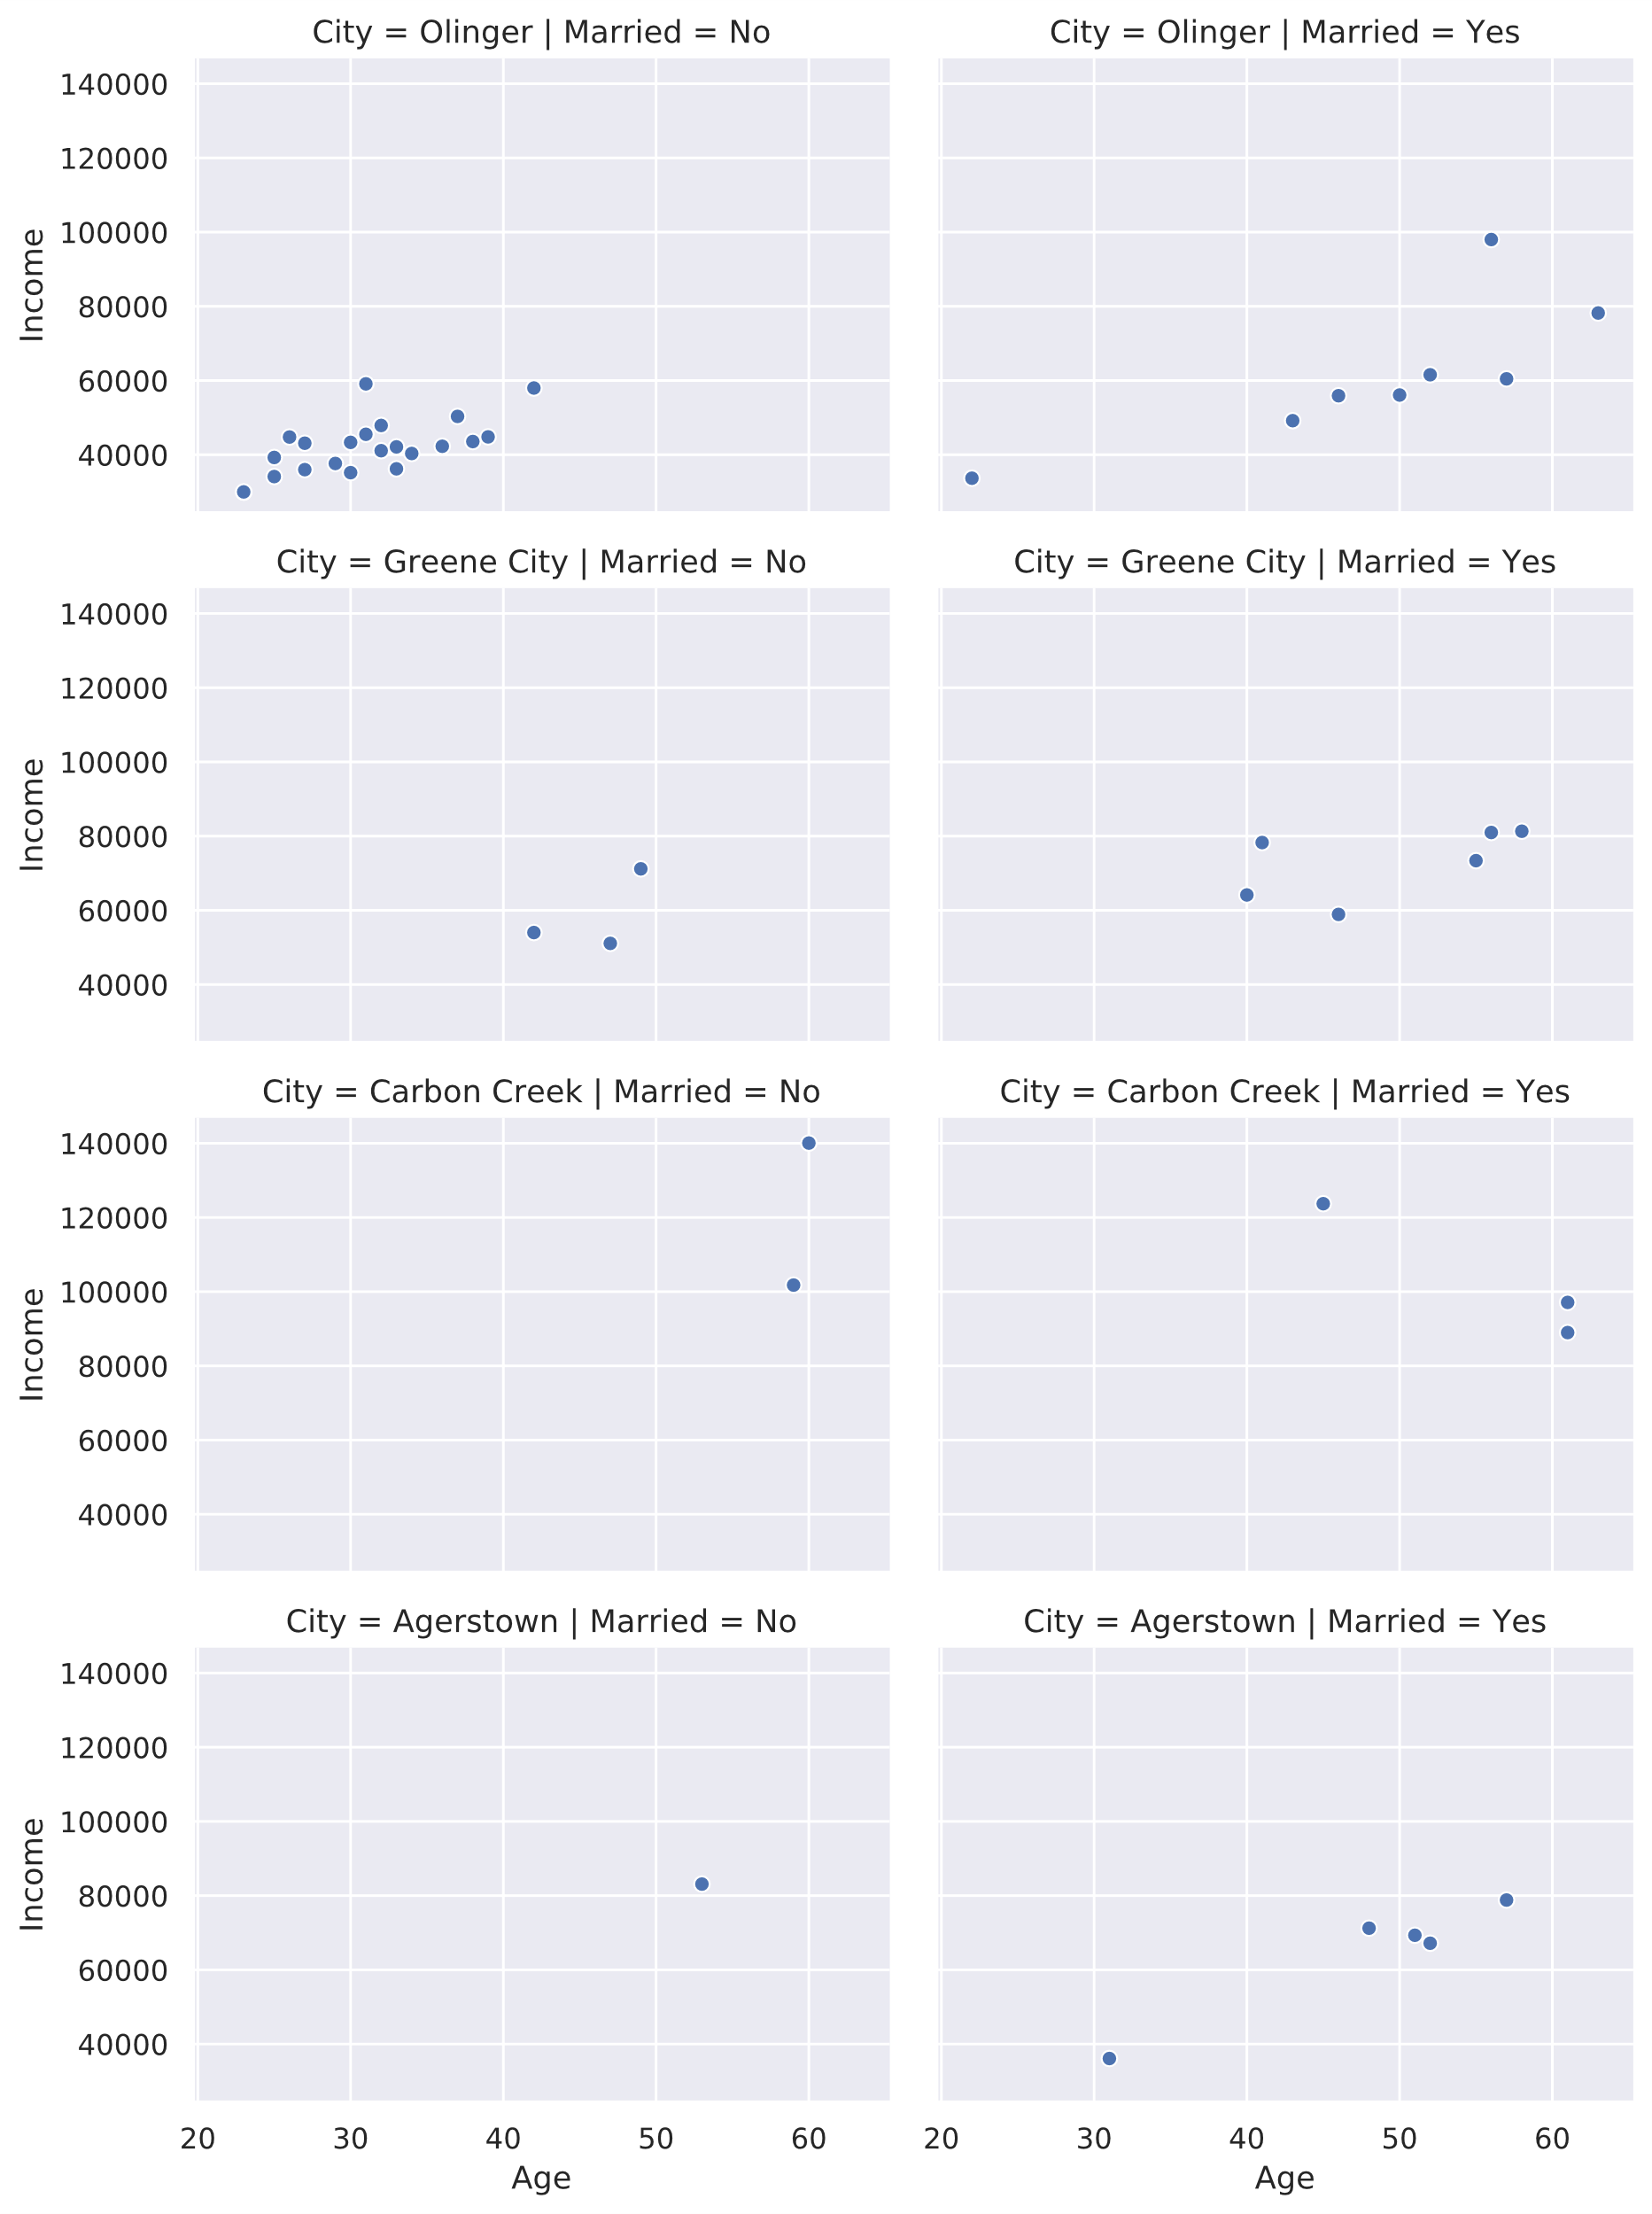 City = Olinger | Married = No
City = Olinger | Married = Yes
140000
120000
100000
80000
60000
40000
Income
City = Greene City | Married = No
City = Greene City | Married = Yes
140000
120000
100000
80000
60000
40000
Income
City = Carbon Creek | Married = No
City = Carbon Creek | Married = Yes
140000
120000
100000
80000
60000
40000
Income
City = Agerstown | Married = No
City = Agerstown | Married = Yes
140000
120000
100000
80000
60000
40000
Income
20 30 40 50 60
20 30 40 50 60
Age
Age